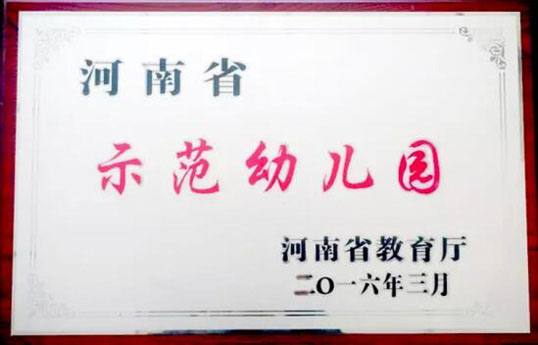 河南省
示范幼儿园
河南省教育厅
二〇一六年三月